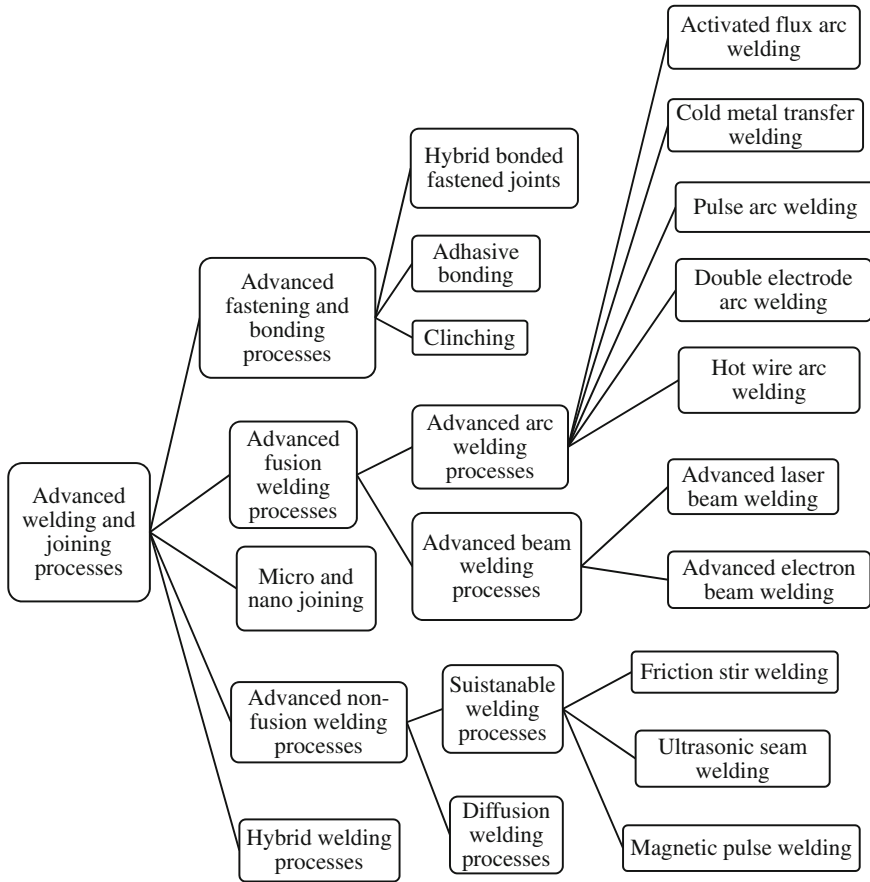 Advanced
welding and
joining
processes
Advanced
fastening and
bonding
processes
Hybrid bonded
fastened joints
Adhasive
bonding
Clinching
Advanced
fusion
welding
processes
Advanced arc
welding
processes
Activated flux arc
welding
Cold metal transfer
welding
Pulse arc welding
Double electrode
arc welding
Hot wire arc
welding
Advanced beam
welding
processes
Advanced laser
beam welding
Advanced electron
beam welding
Micro and
nano joining
Advanced non-
fusion welding
processes
Suistanable
welding
processes
Friction stir welding
Ultrasonic seam
welding
Magnetic pulse welding
Diffusion
welding
processes
Hybrid welding
processes